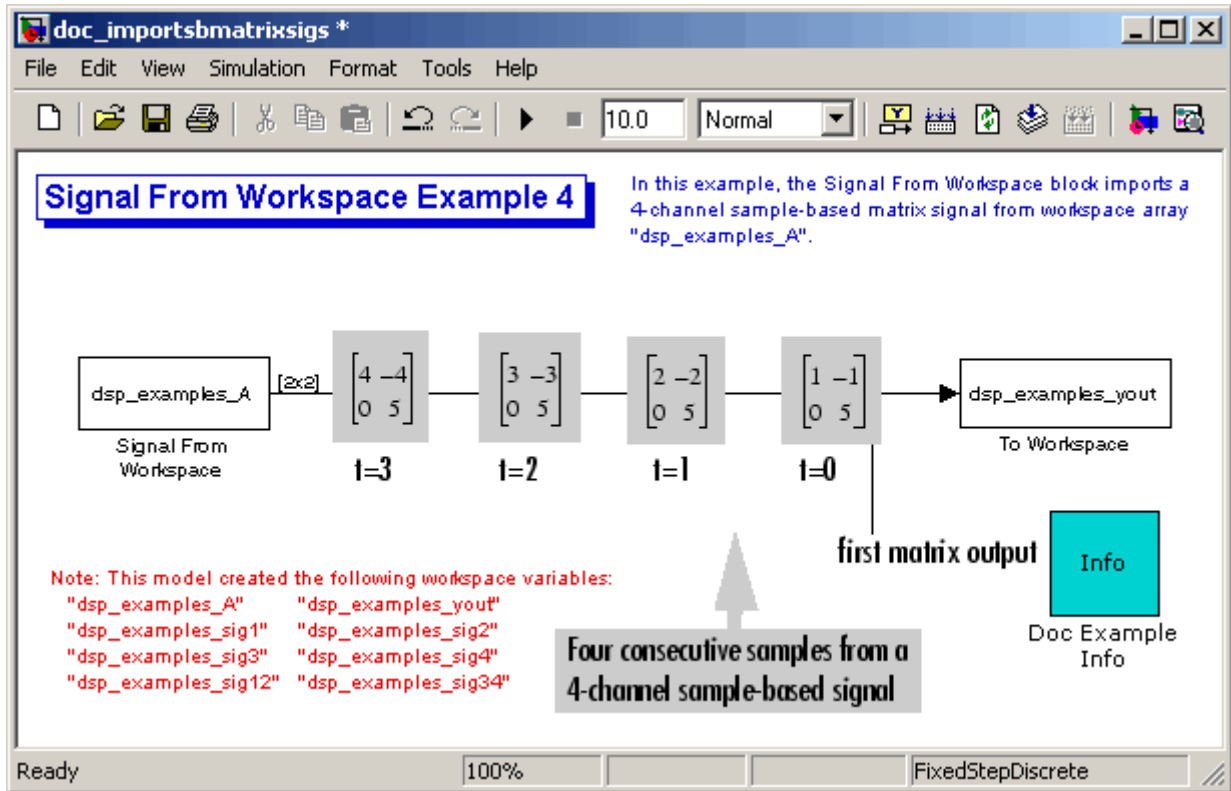 doc_importsbmatrixsigs *
File Edit View Simulation Format Tools Help
10.0 Normal
Signal From Workspace Example 4
In this example, the Signal From Workspace block imports a
4-channel sample-based matrix signal from workspace array
"dsp_examples_A".
dsp_examples_A
[2x2]
4 -4
0 5
3 -3
0 5
2 -2
0 5
1 -1
0 5
dsp_examples_yout
Signal From
Workspace
t=3
t=2
t=1
t=0
To Workspace
first matrix output
Info
Doc Example
Info
Note: This model created the following workspace variables:
"dsp_examples_A" "dsp_examples_yout"
"dsp_examples_sig1" "dsp_examples_sig2"
"dsp_examples_sig3" "dsp_examples_sig4"
"dsp_examples_sig12" "dsp_examples_sig34"
Four consecutive samples from a
4-channel sample-based signal
Ready 100% FixedStepDiscrete